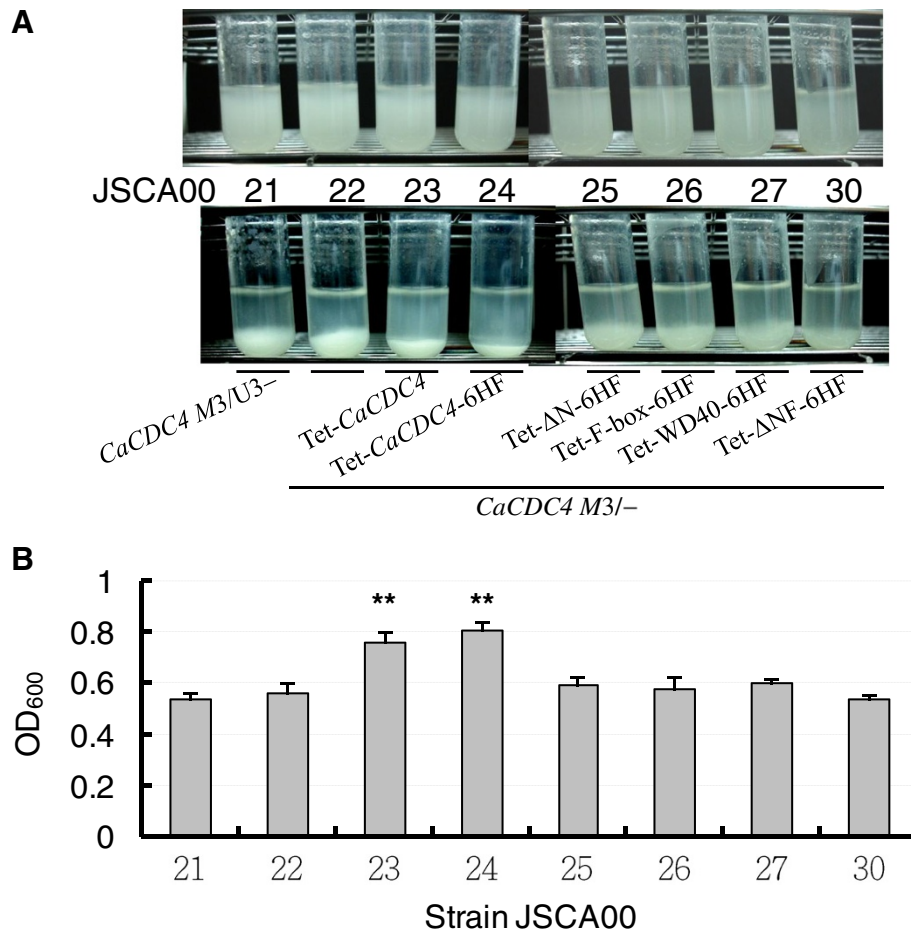 A
JSCA00 21 22 23 24 25 26 27 30
CaCDC4 M3/U3–
Tet-CaCDC4
Tet-CaCDC4-6HF
Tet-ΔN-6HF
Tet-F-box-6HF
Tet-WD40-6HF
Tet-ΔNF-6HF
CaCDC4 M3/–
B
OD600
1
0.8
0.6
0.4
0.2
0
** **
21 22 23 24 25 26 27 30
Strain JSCA00